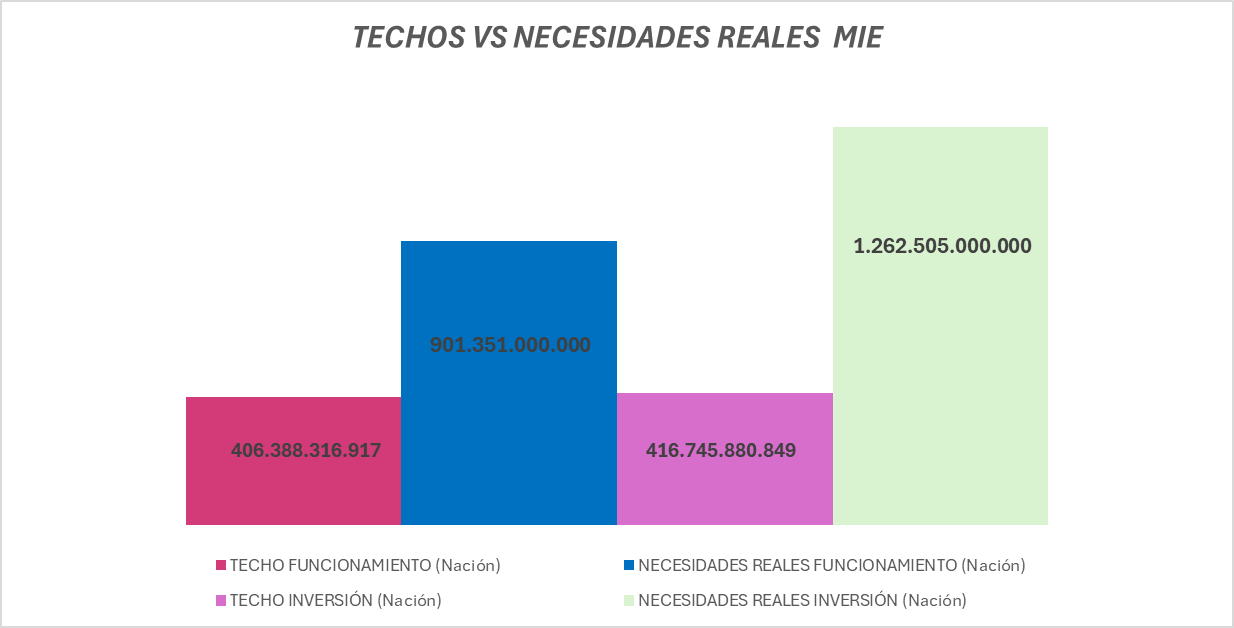 TECHOS VS NECESIDADES REALES  MIE
1.262.505.000.000
901.351.000.000
406.388.316.917
416.745.880.849
TECHO FUNCIONAMIENTO (Nación)
NECESIDADES REALES FUNCIONAMIENTO (Nación)
TECHO INVERSIÓN (Nación)
NECESIDADES REALES INVERSIÓN (Nación)